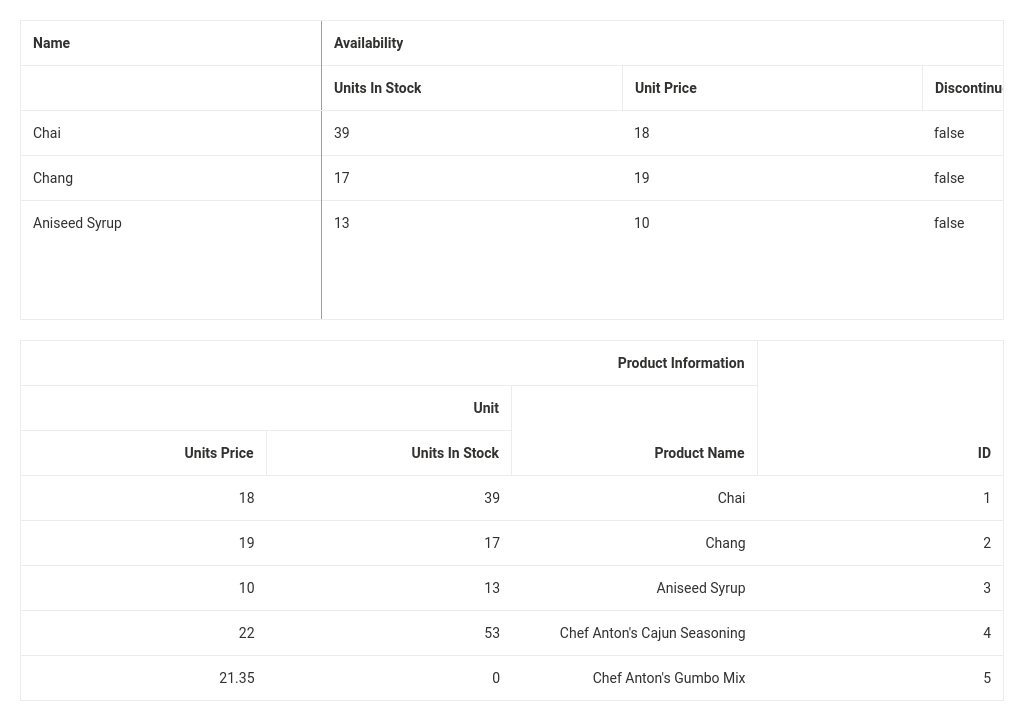 Name Availability
Units In Stock Unit Price Discontinu
Chai 39 18 false
Chang 17 19 false
Aniseed Syrup 13 10 false
Product Information
Unit
Units Price Units In Stock Product Name ID
18 39 Chai 1
19 17 Chang 2
10 13 Aniseed Syrup 3
22 53 Chef Anton's Cajun Seasoning 4
21.35 0 Chef Anton's Gumbo Mix 5